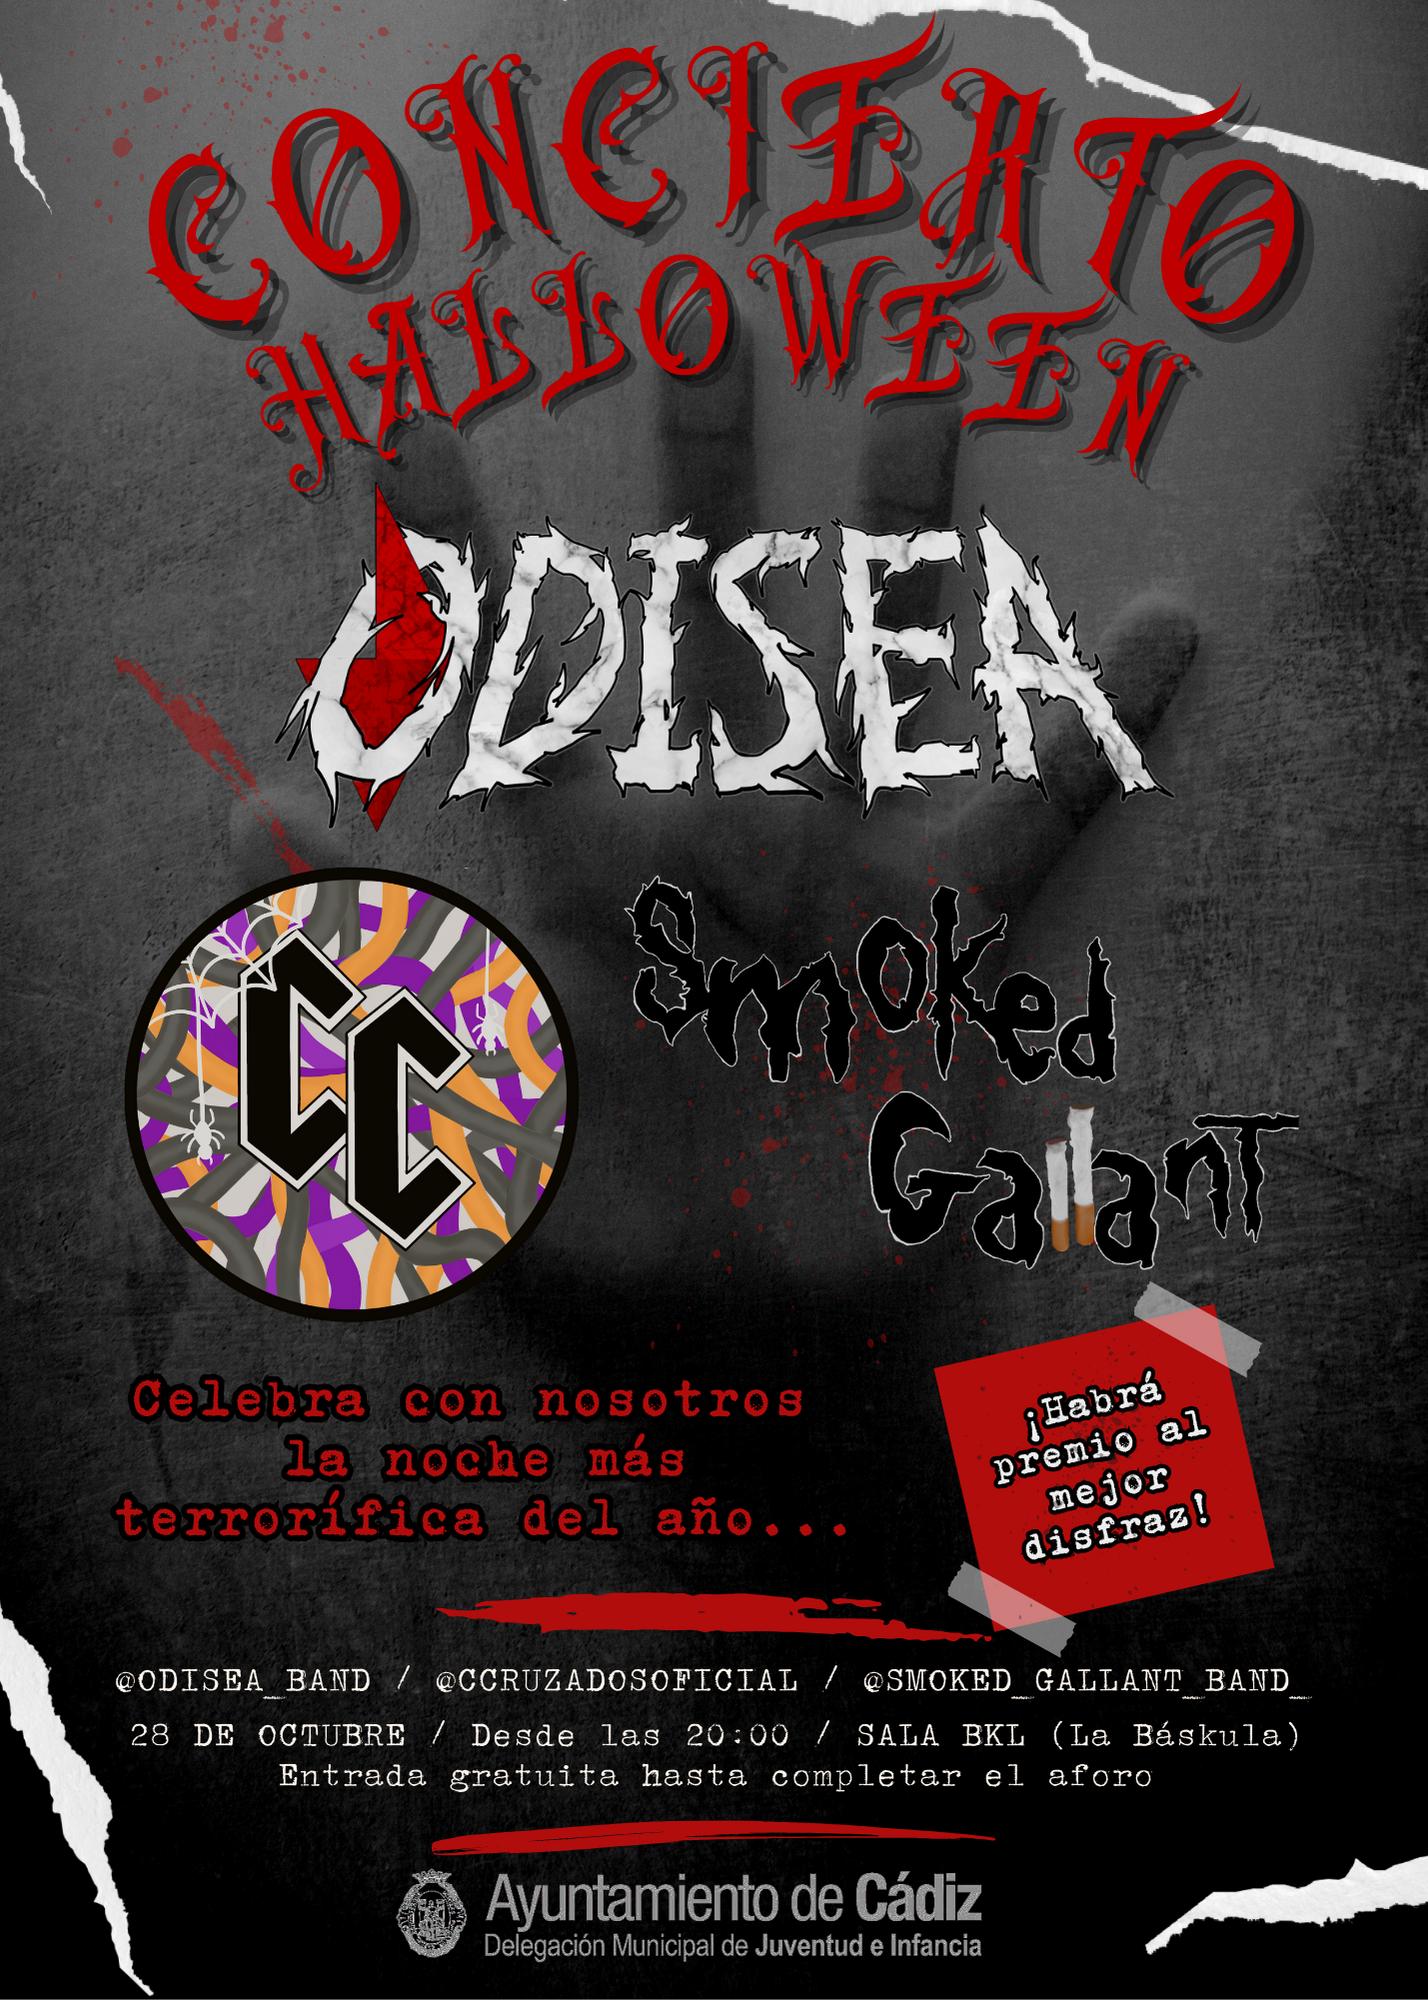 CONCIERTO
HALLOWEEN
ODISEA
CC
Smoked
Gallant
Celebra con nosotros
la noche más
terrorífica del año...
¡Habrá
premio al
mejor
disfraz!
@ODISEA_BAND / @CCRUZADOSOFICIAL / @SMOKED_GALLANT_BAND_
28 DE OCTUBRE / Desde las 20:00 / SALA BKL (La Báskula)
Entrada gratuita hasta completar el aforo
Ayuntamiento de Cádiz
Delegación Municipal de Juventud e Infancia